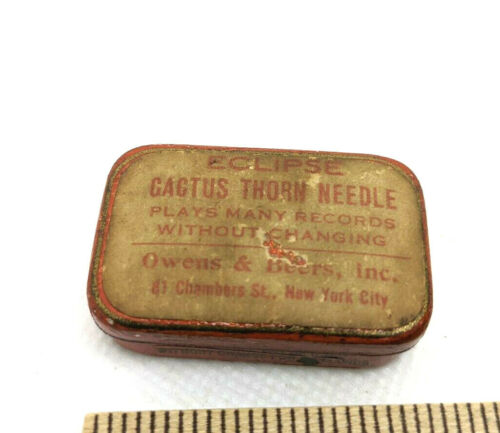 ECLIPSE
CACTUS THORN NEEDLE
PLAYS MANY RECORDS
WITHOUT CHANGING
Owens & Beers, Inc.
81 Chambers St., New York City